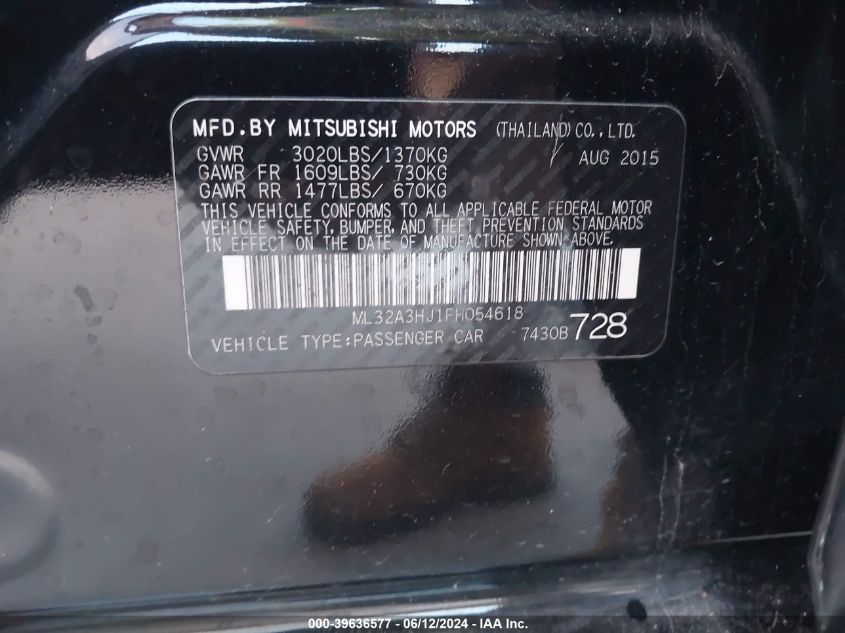 MFD.BY MITSUBISHI MOTORS (THAILAND) CO., LTD.
GVWR 3020LBS/1370KG AUG 2015
GAWR FR 1609LBS/ 730KG
GAWR RR 1477LBS/ 670KG
THIS VEHICLE CONFORMS TO ALL APPLICABLE FEDERAL MOTOR
VEHICLE SAFETY, BUMPER, AND THEFT PREVENTION STANDARDS
IN EFFECT ON THE DATE OF MANUFACTURE SHOWN ABOVE.
ML32A3HJ1FH054618
VEHICLE TYPE:PASSENGER CAR 7430B 728
000-39636577 - 06/12/2024 - IAA, Inc.